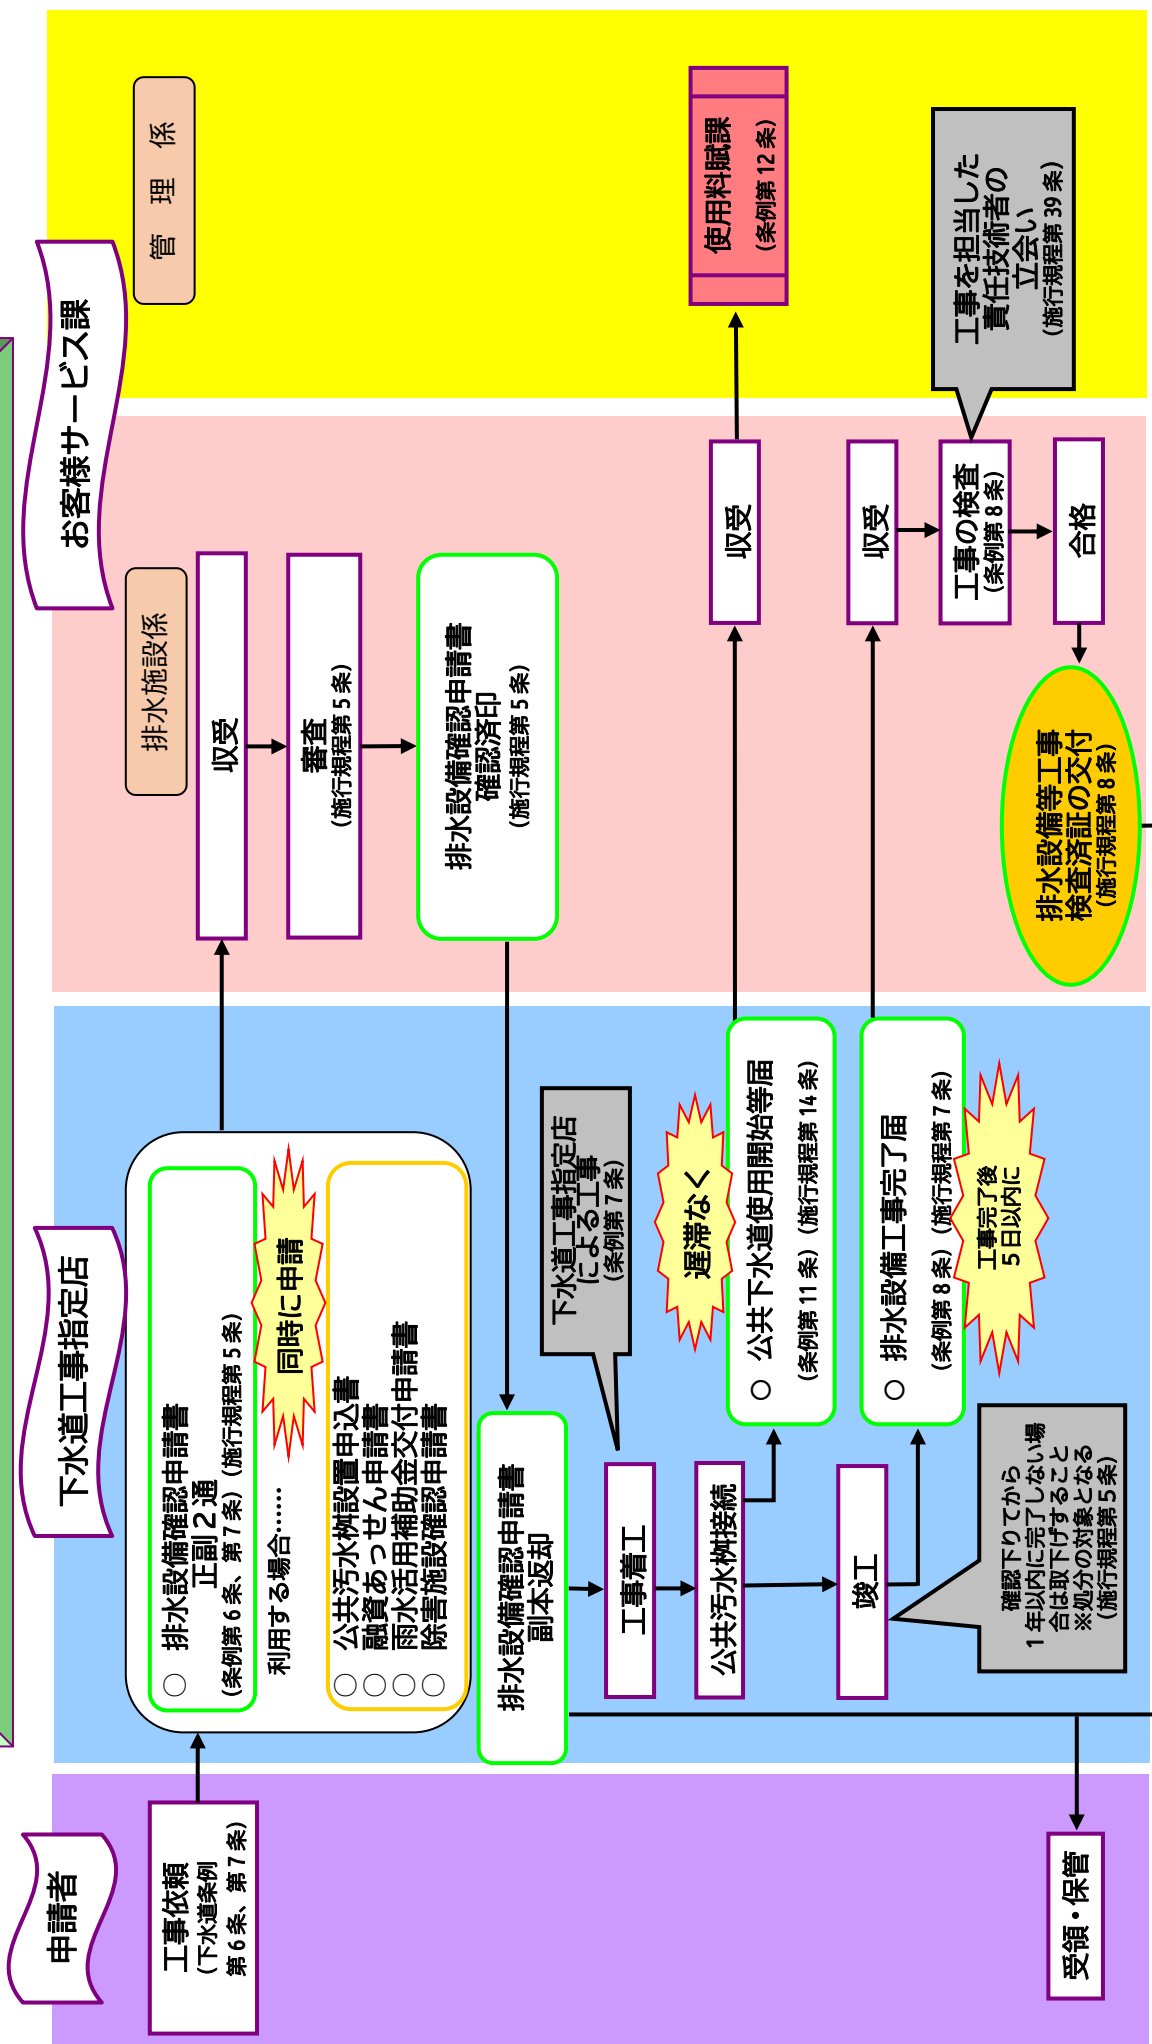 申請者
下水道工事指定店
お客様サービス課
排水施設係
管　理　係
工事依頼
(下水道条例
第６条、第７条)
○　排水設備確認申請書
正副２通
(条例第６条、第７条)(施行規程第５条)
同時に申請
利用する場合……
○　公共汚水桝設置申込書
○　融資あっせん申請書
○　雨水活用補助金交付申請書
○　除害施設確認申請書
収受
審査
(施行規程第５条)
排水設備確認申請書
確認済印
(施行規程第５条)
排水設備確認申請書
副本返却
下水道工事指定店
による工事
(条例第７条)
工事着工
公共汚水桝接続
遅滞なく
○　公共下水道使用開始等届
(条例第11条)(施行規程第14条)
収受
使用料賦課
(条例第12条)
竣工
確認下りてから
１年以内に完了しない場
合は取下げすること
※処分の対象となる
(施行規程第５条)
○　排水設備工事完了届
(条例第８条)(施行規程第７条)
工事完了後
５日以内に
収受
工事の検査
(条例第８条)
工事を担当した
責任技術者の
立会い
(施行規程第39条)
合格
排水設備等工事
検査済証の交付
(施行規程第８条)
受領・保管